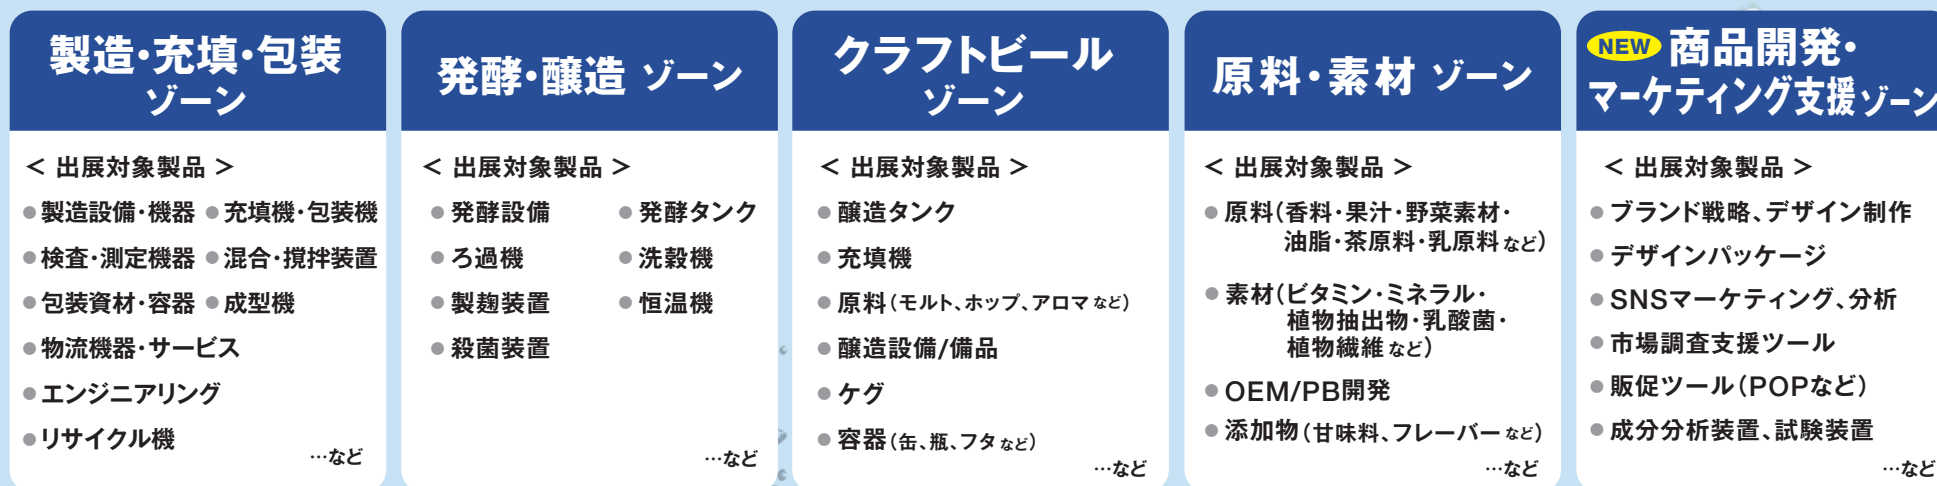 製造・充填・包装
ゾーン
＜ 出展対象製品 ＞
●製造設備・機器 ●充填機・包装機
●検査・測定機器 ●混合・撹拌装置
●包装資材・容器 ●成型機
●物流機器・サービス
●エンジニアリング
●リサイクル機
…など
発酵・醸造 ゾーン
＜ 出展対象製品 ＞
●発酵設備 ●発酵タンク
●ろ過機 ●洗穀機
●製麹装置 ●恒温機
●殺菌装置
…など
クラフトビール
ゾーン
＜ 出展対象製品 ＞
●醸造タンク
●充填機
●原料(モルト、ホップ、アロマ など)
●醸造設備/備品
●ケグ
●容器(缶、瓶、フタ など)
…など
原料・素材 ゾーン
＜ 出展対象製品 ＞
●原料(香料・果汁・野菜素材・
油脂・茶原料・乳原料 など)
●素材(ビタミン・ミネラル・
植物抽出物・乳酸菌・
植物繊維 など)
●OEM/PB開発
●添加物(甘味料、フレーバー など)
…など
NEW 商品開発・
マーケティング支援 ゾーン
＜ 出展対象製品 ＞
●ブランド戦略、デザイン制作
●デザインパッケージ
●SNSマーケティング、分析
●市場調査支援ツール
●販促ツール(POPなど)
●成分分析装置、試験装置
…など